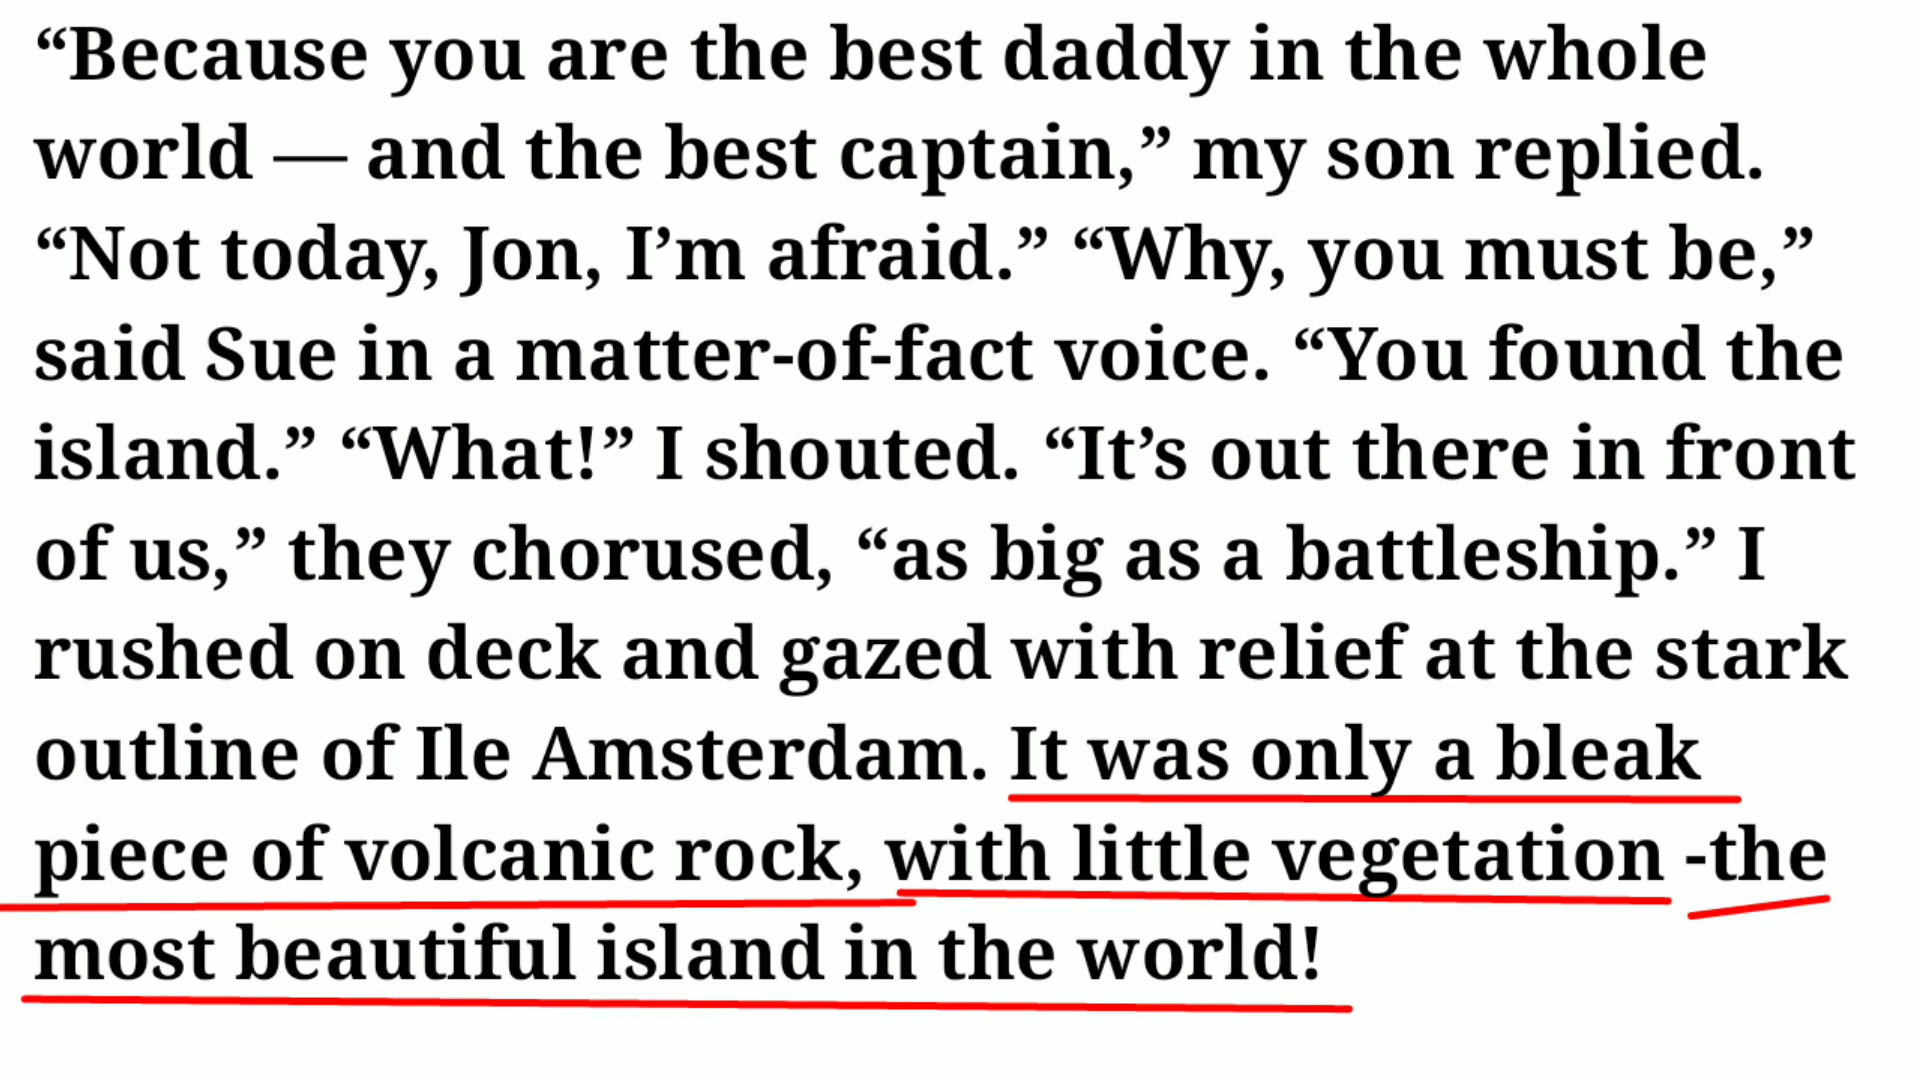 “Because you are the best daddy in the whole
world — and the best captain,” my son replied.
“Not today, Jon, I’m afraid.” “Why, you must be,”
said Sue in a matter-of-fact voice. “You found the
island.” “What!” I shouted. “It’s out there in front
of us,” they chorused, “as big as a battleship.” I
rushed on deck and gazed with relief at the stark
outline of Ile Amsterdam. It was only a bleak
piece of volcanic rock, with little vegetation -the
most beautiful island in the world!